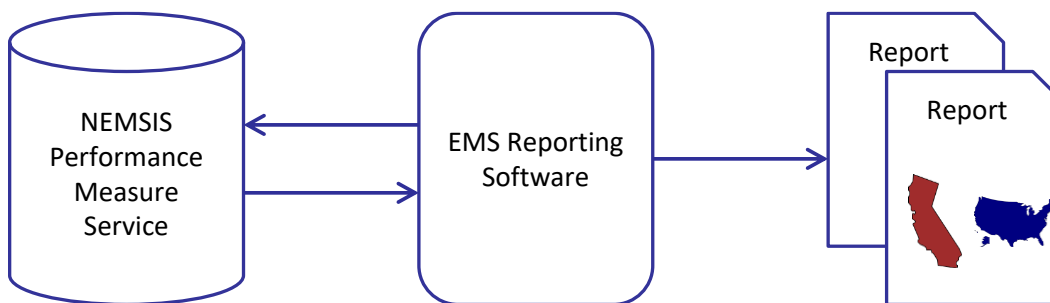 NEMSIS
Performance
Measure
Service
EMS Reporting
Software
Report
Report